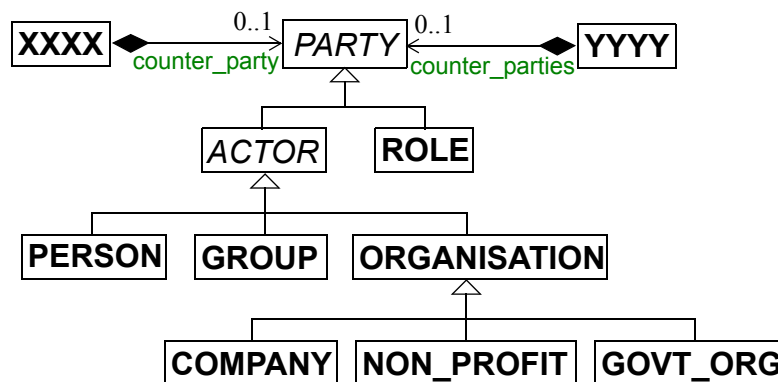 0..1 0..1
XXXX PARTY YYYY
counter_party counter_parties
ACTOR ROLE
PERSON GROUP ORGANISATION
COMPANY NON_PROFIT GOVT_ORG